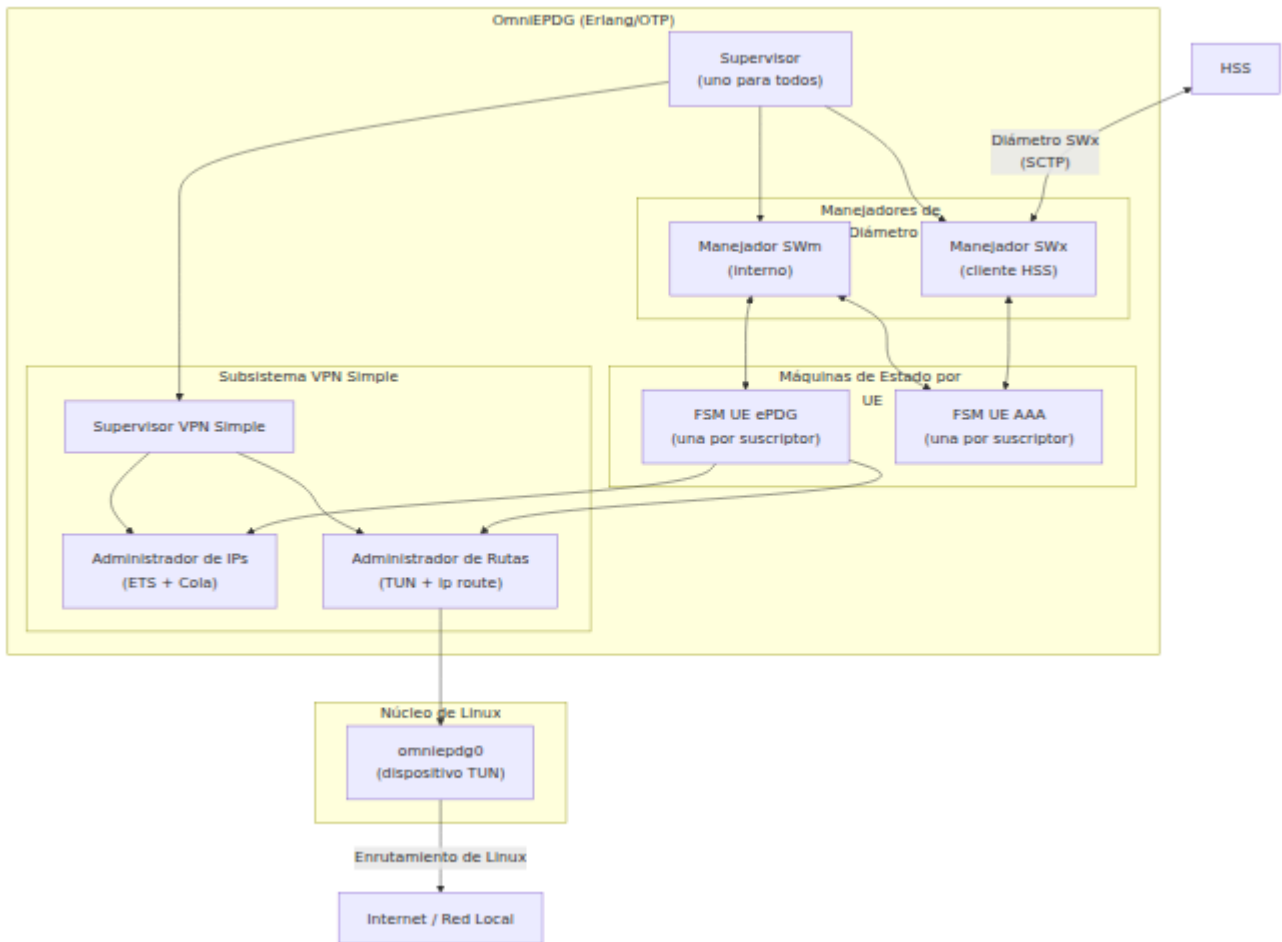 OmniEPDG (Erlang/OTP)
Supervisor
(uno para todos)
HSS
Diámetro SWx
(SCTP)
Manejadores de
Diámetro
Manejador SWm
(interno)
Manejador SWx
(cliente HSS)
Subsistema VPN Simple
Máquinas de Estado por
UE
Supervisor VPN Simple
FSM UE ePDG
(una por suscriptor)
FSM UE AAA
(una por suscriptor)
Administrador de IPs
(ETS + Cola)
Administrador de Rutas
(TUN + ip route)
Núcleo de Linux
omniepdg0
(dispositivo TUN)
Enrutamiento de Linux
Internet / Red Local